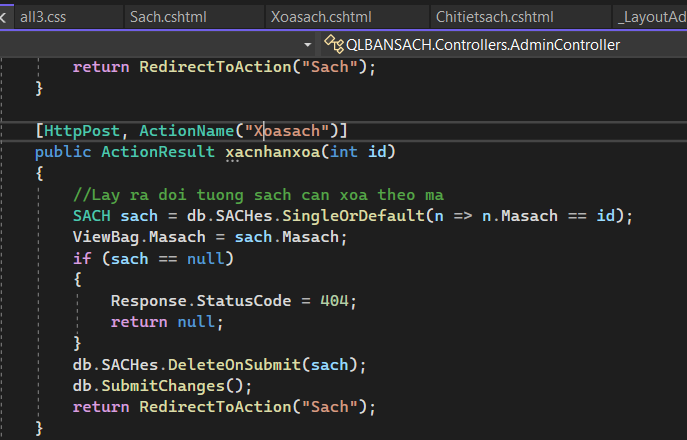 all3.css Sach.cshtml Xoasach.cshtml Chitietsach.cshtml _LayoutAd
QLBANSACH.Controllers.AdminController
return RedirectToAction("Sach");
}
[HttpPost, ActionName("Xoasach")]
public ActionResult xacnhanxoa(int id)
{
//Lay ra doi tuong sach can xoa theo ma
SACH sach = db.SACHes.SingleOrDefault(n => n.Masach == id);
ViewBag.Masach = sach.Masach;
if (sach == null)
{
Response.StatusCode = 404;
return null;
}
db.SACHes.DeleteOnSubmit(sach);
db.SubmitChanges();
return RedirectToAction("Sach");
}